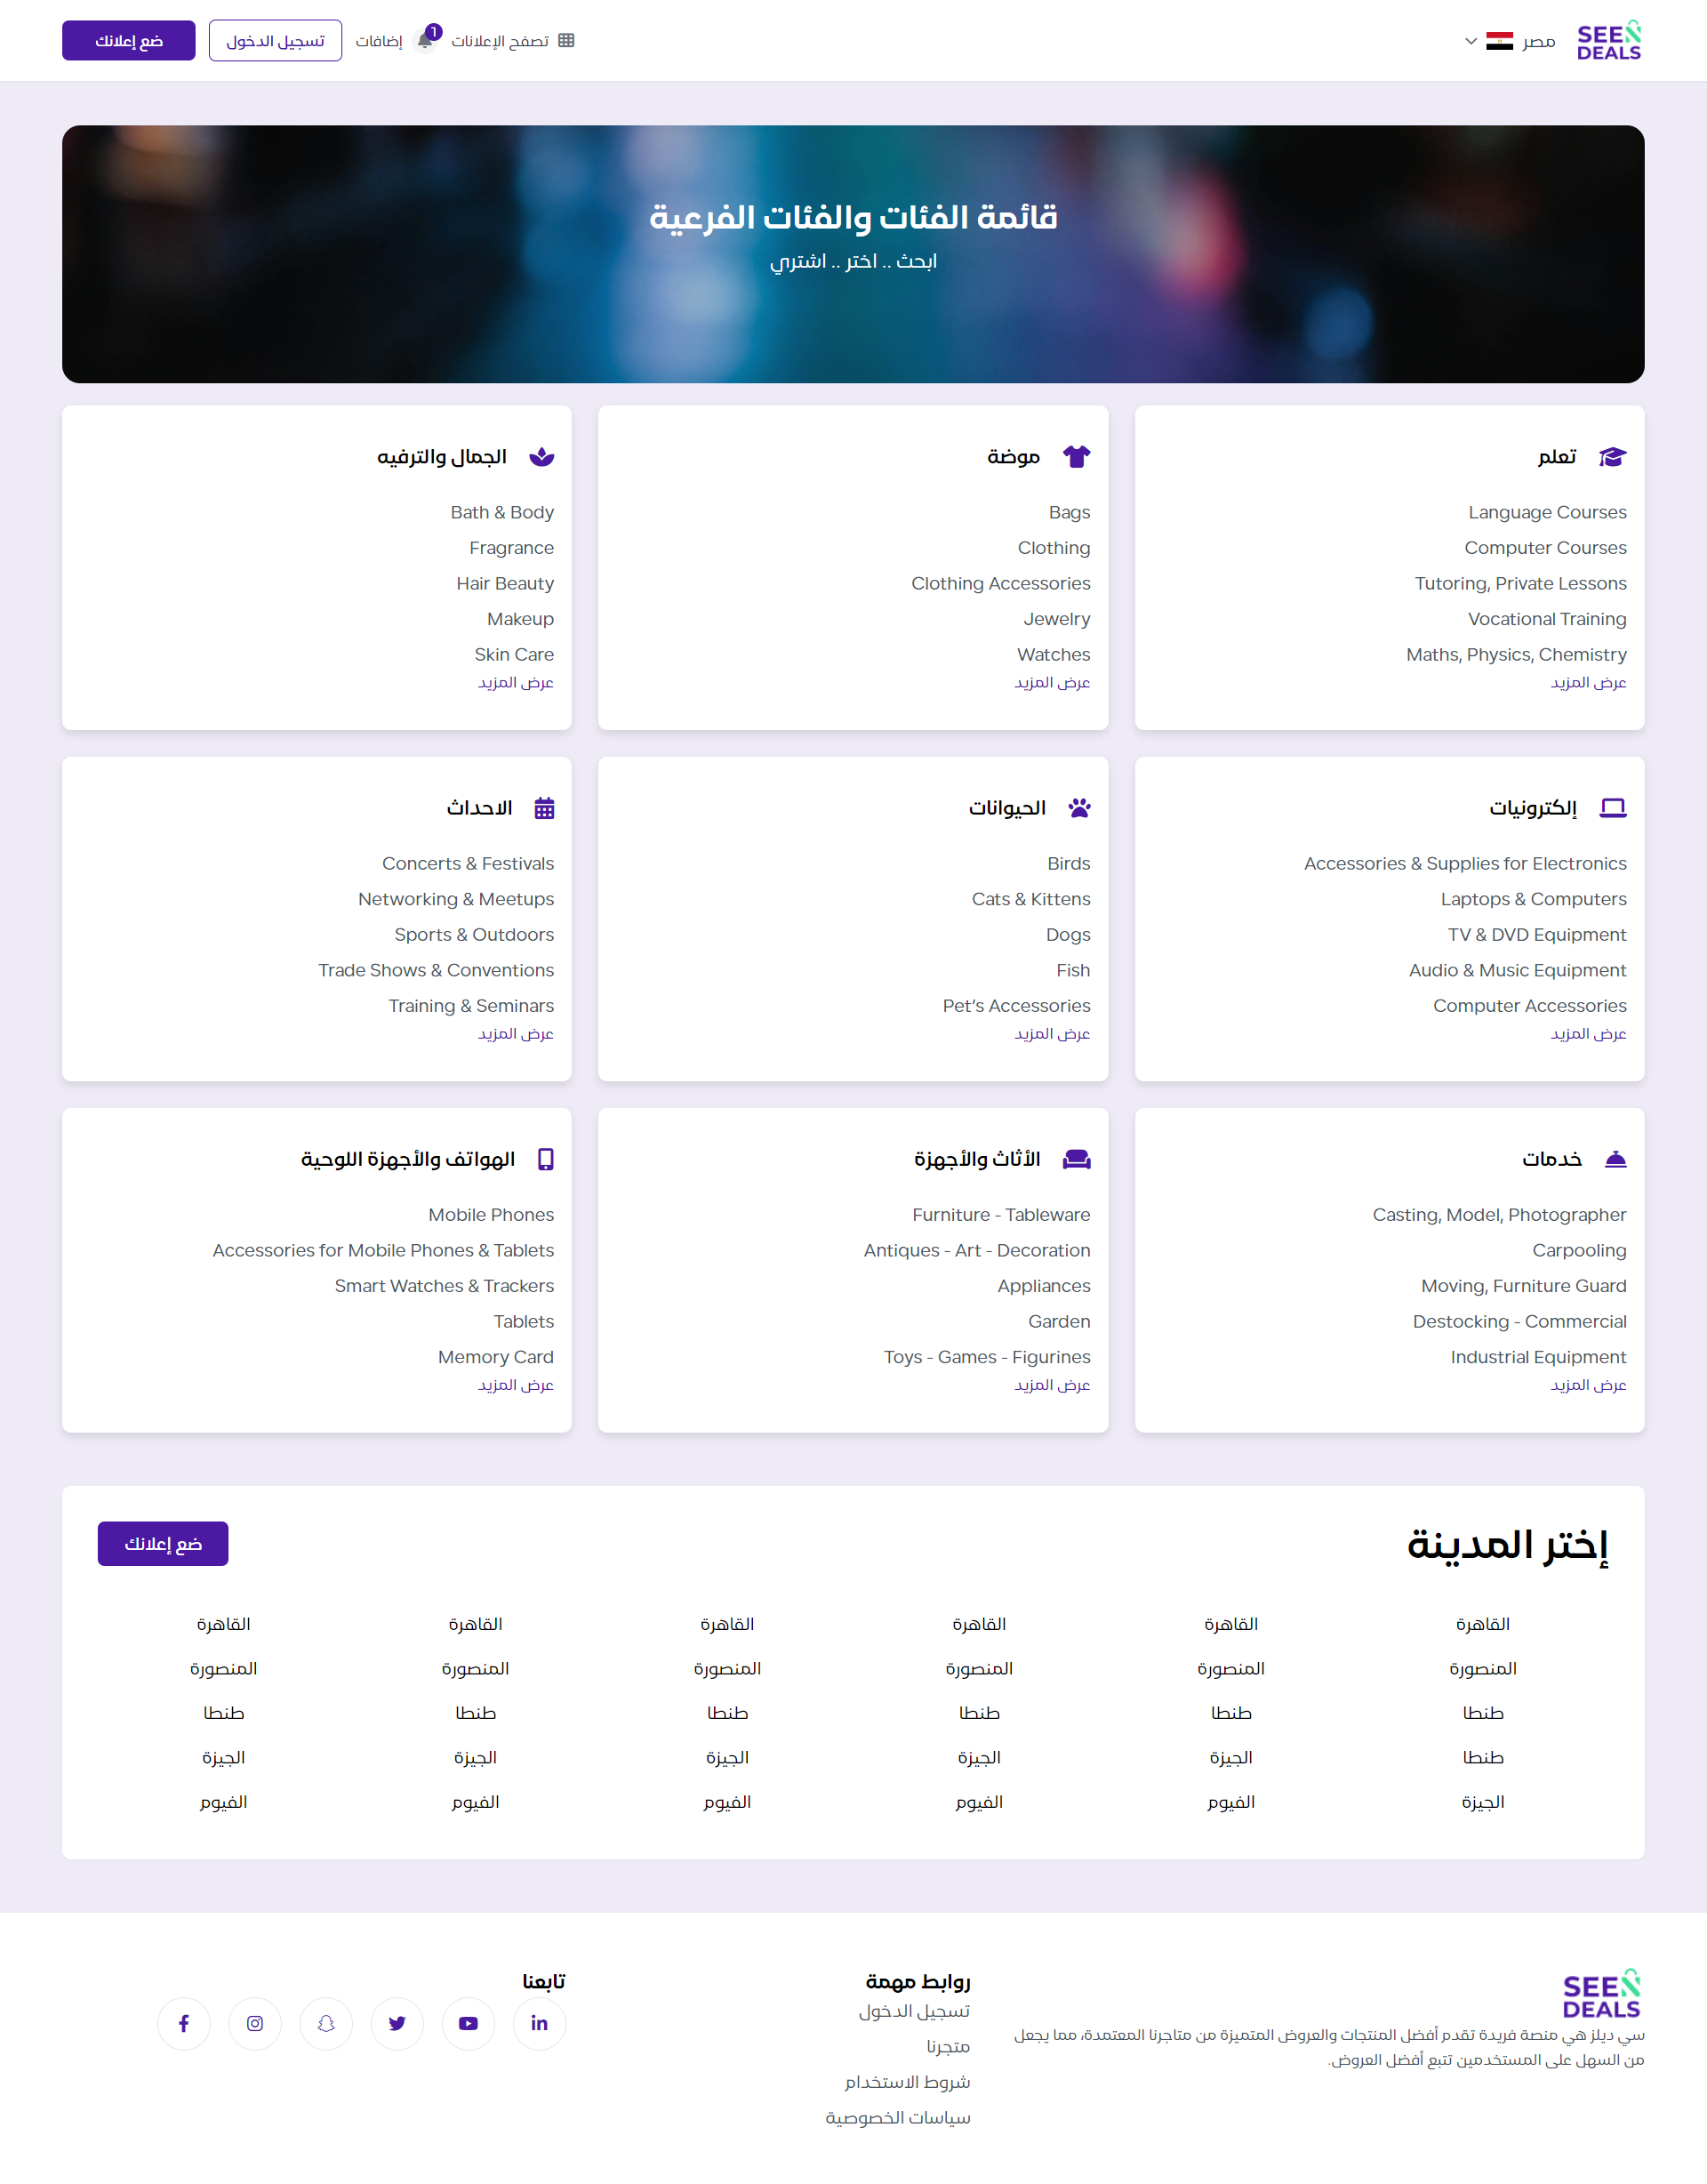 SEEN
DEALS
مصر
تصفح الإعلانات
1
إضافات
تسجيل الدخول
ضع إعلانك
قائمة الفئات والفئات الفرعية
ابحث .. اختر .. اشتري
تعلم
Language Courses
Computer Courses
Tutoring, Private Lessons
Vocational Training
Maths, Physics, Chemistry
عرض المزيد
موضة
Bags
Clothing
Clothing Accessories
Jewelry
Watches
عرض المزيد
الجمال والترفيه
Bath & Body
Fragrance
Hair Beauty
Makeup
Skin Care
عرض المزيد
إلكترونيات
Accessories & Supplies for Electronics
Laptops & Computers
TV & DVD Equipment
Audio & Music Equipment
Computer Accessories
عرض المزيد
الحيوانات
Birds
Cats & Kittens
Dogs
Fish
Pet's Accessories
عرض المزيد
الاحداث
Concerts & Festivals
Networking & Meetups
Sports & Outdoors
Trade Shows & Conventions
Training & Seminars
عرض المزيد
خدمات
Casting, Model, Photographer
Carpooling
Moving, Furniture Guard
Destocking - Commercial
Industrial Equipment
عرض المزيد
الأثاث والأجهزة
Furniture - Tableware
Antiques - Art - Decoration
Appliances
Garden
Toys - Games - Figurines
عرض المزيد
الهواتف والأجهزة اللوحية
Mobile Phones
Accessories for Mobile Phones & Tablets
Smart Watches & Trackers
Tablets
Memory Card
عرض المزيد
إختر المدينة
ضع إعلانك
القاهرة القاهرة القاهرة القاهرة القاهرة القاهرة
المنصورة المنصورة المنصورة المنصورة المنصورة المنصورة
طنطا طنطا طنطا طنطا طنطا طنطا
طنطا الجيزة الجيزة الجيزة الجيزة الجيزة
الجيزة الفيوم الفيوم الفيوم الفيوم الفيوم
SEEN
DEALS
سي ديلز هي منصة فريدة تقدم أفضل المنتجات والعروض المتميزة من متاجرنا المعتمدة، مما يجعل
من السهل على المستخدمين تتبع أفضل العروض.
روابط مهمة
تسجيل الدخول
متجرنا
شروط الاستخدام
سياسات الخصوصية
تابعنا